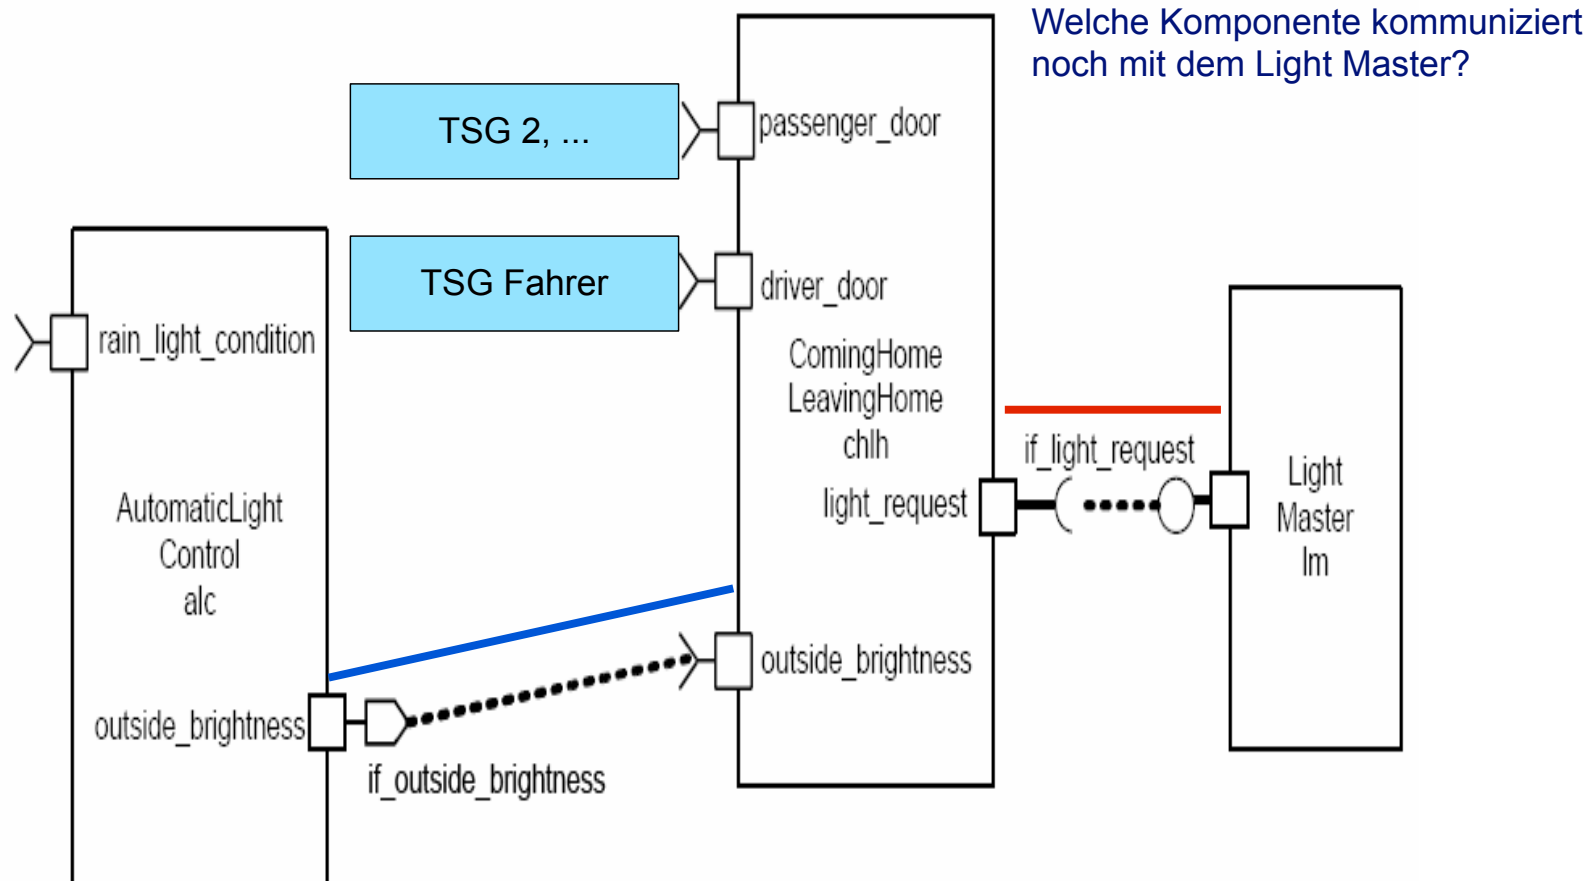 Welche Komponente kommuniziert
noch mit dem Light Master?
TSG 2, ...
passenger_door
TSG Fahrer
driver_door
rain_light_condition
ComingHome
LeavingHome
chlh
if_light_request
light_request
Light
Master
lm
AutomaticLight
Control
alc
outside_brightness
outside_brightness
if_outside_brightness